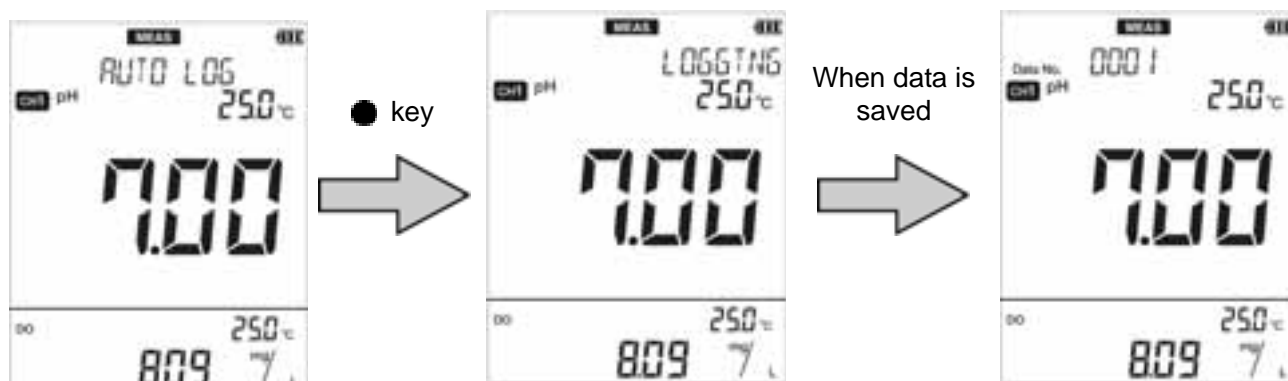 MEAS
AUTO LOG
CH1 pH
25.0 °C
7.00
DO
25.0 °C
8.09 mg/L
● key
MEAS
LOGGING
CH1 pH
25.0 °C
7.00
DO
25.0 °C
8.09 mg/L
When data is
saved
MEAS
Data No. 0001
CH1 pH
25.0 °C
7.00
DO
25.0 °C
8.09 mg/L